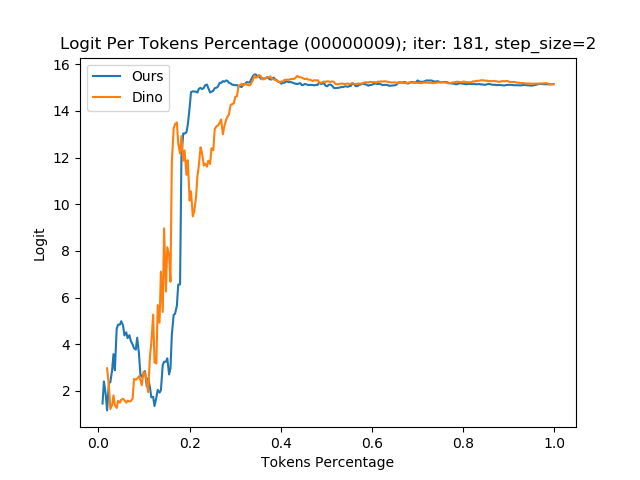 Logit Per Tokens Percentage (00000009); iter: 181, step_size=2
Ours
Dino
16
14
12
10
8
6
4
2
Logit
0.0 0.2 0.4 0.6 0.8 1.0
Tokens Percentage